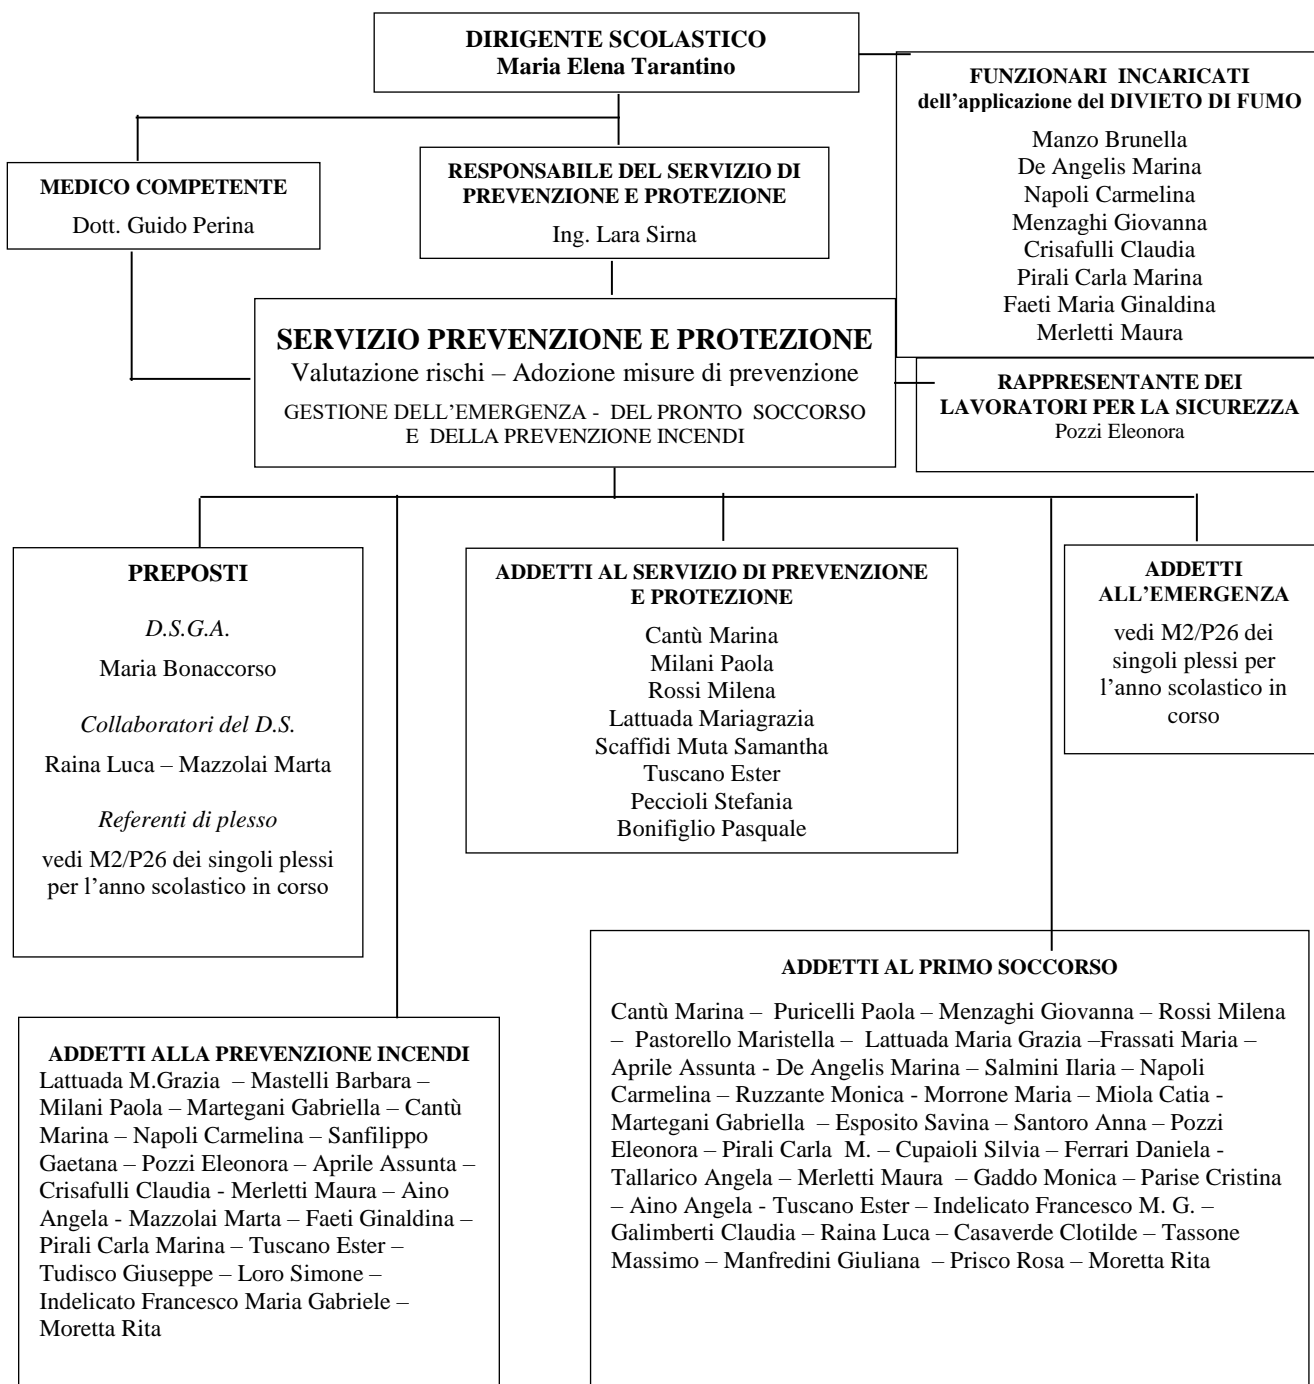 DIRIGENTE SCOLASTICO
Maria Elena Tarantino
FUNZIONARI INCARICATI
dell'applicazione del DIVIETO DI FUMO
Manzo Brunella
De Angelis Marina
Napoli Carmelina
Menzaghi Giovanna
Crisafulli Claudia
Pirali Carla Marina
Faeti Maria Ginaldina
Merletti Maura
MEDICO COMPETENTE
Dott. Guido Perina
RESPONSABILE DEL SERVIZIO DI
PREVENZIONE E PROTEZIONE
Ing. Lara Sirna
SERVIZIO PREVENZIONE E PROTEZIONE
Valutazione rischi – Adozione misure di prevenzione
GESTIONE DELL'EMERGENZA - DEL PRONTO SOCCORSO
E DELLA PREVENZIONE INCENDI
RAPPRESENTANTE DEI
LAVORATORI PER LA SICUREZZA
Pozzi Eleonora
PREPOSTI
D.S.G.A.
Maria Bonaccorso
Collaboratori del D.S.
Raina Luca – Mazzolai Marta
Referenti di plesso
vedi M2/P26 dei singoli plessi
per l'anno scolastico in corso
ADDETTI AL SERVIZIO DI PREVENZIONE
E PROTEZIONE
Cantù Marina
Milani Paola
Rossi Milena
Lattuada Mariagrazia
Scaffidi Muta Samantha
Tuscano Ester
Peccioli Stefania
Bonifiglio Pasquale
ADDETTI
ALL'EMERGENZA
vedi M2/P26 dei
singoli plessi per
l'anno scolastico in
corso
ADDETTI ALLA PREVENZIONE INCENDI
Lattuada M.Grazia – Mastelli Barbara –
Milani Paola – Martegani Gabriella – Cantù
Marina – Napoli Carmelina – Sanfilippo
Gaetana – Pozzi Eleonora – Aprile Assunta –
Crisafulli Claudia - Merletti Maura – Aino
Angela - Mazzolai Marta – Faeti Ginaldina –
Pirali Carla Marina – Tuscano Ester –
Tudisco Giuseppe – Loro Simone –
Indelicato Francesco Maria Gabriele –
Moretta Rita
ADDETTI AL PRIMO SOCCORSO
Cantù Marina – Puricelli Paola – Menzaghi Giovanna – Rossi Milena
– Pastorello Maristella – Lattuada Maria Grazia –Frassati Maria –
Aprile Assunta - De Angelis Marina – Salmini Ilaria – Napoli
Carmelina – Ruzzante Monica - Morrone Maria – Miola Catia -
Martegani Gabriella – Esposito Savina – Santoro Anna – Pozzi
Eleonora – Pirali Carla M. – Cupaioli Silvia – Ferrari Daniela -
Tallarico Angela – Merletti Maura – Gaddo Monica – Parise Cristina
– Aino Angela - Tuscano Ester – Indelicato Francesco M. G. –
Galimberti Claudia – Raina Luca – Casaverde Clotilde – Tassone
Massimo – Manfredini Giuliana – Prisco Rosa – Moretta Rita